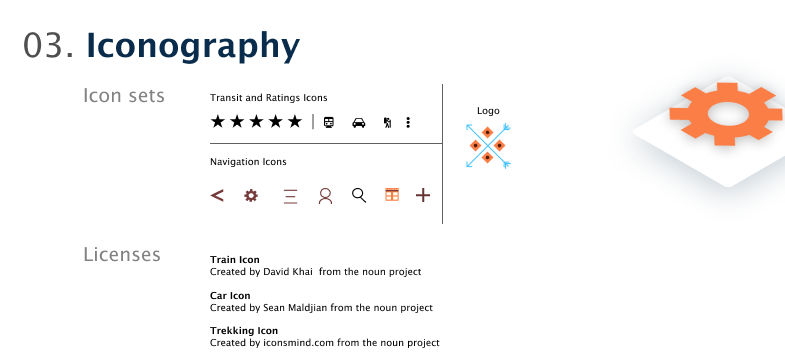 03. Iconography
Icon sets
Transit and Ratings Icons
Logo
Navigation Icons
Licenses
Train Icon
Created by David Khai from the noun project
Car Icon
Created by Sean Maldjian from the noun project
Trekking Icon
Created by iconsmind.com from the noun project